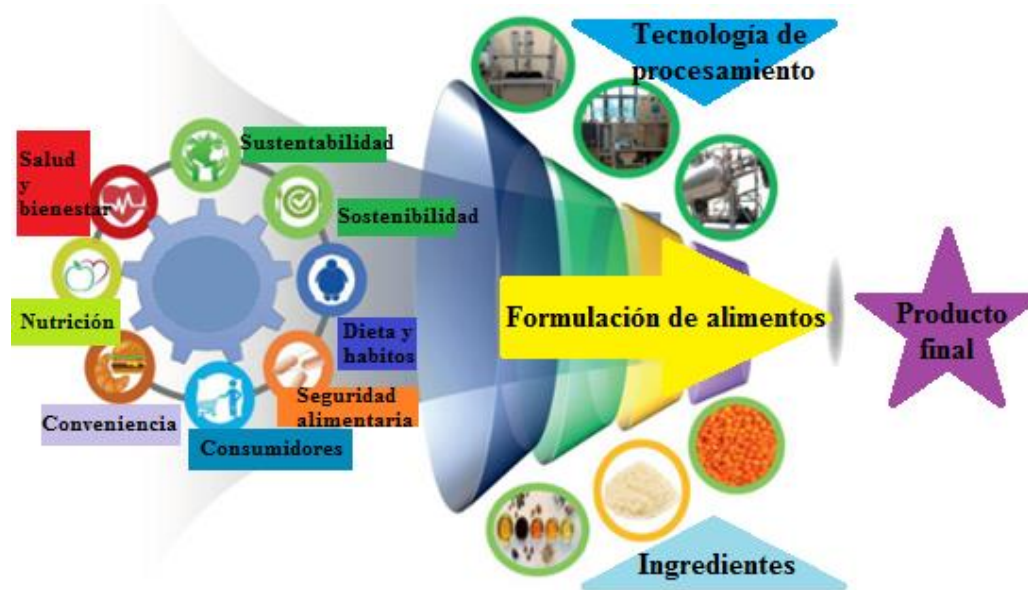 Tecnología de
procesamiento
Sustentabilidad
Salud
y
bienestar
Sostenibilidad
Nutrición
Dieta y
habitos
Formulación de alimentos
Producto
final
Seguridad
alimentaria
Conveniencia
Consumidores
Ingredientes